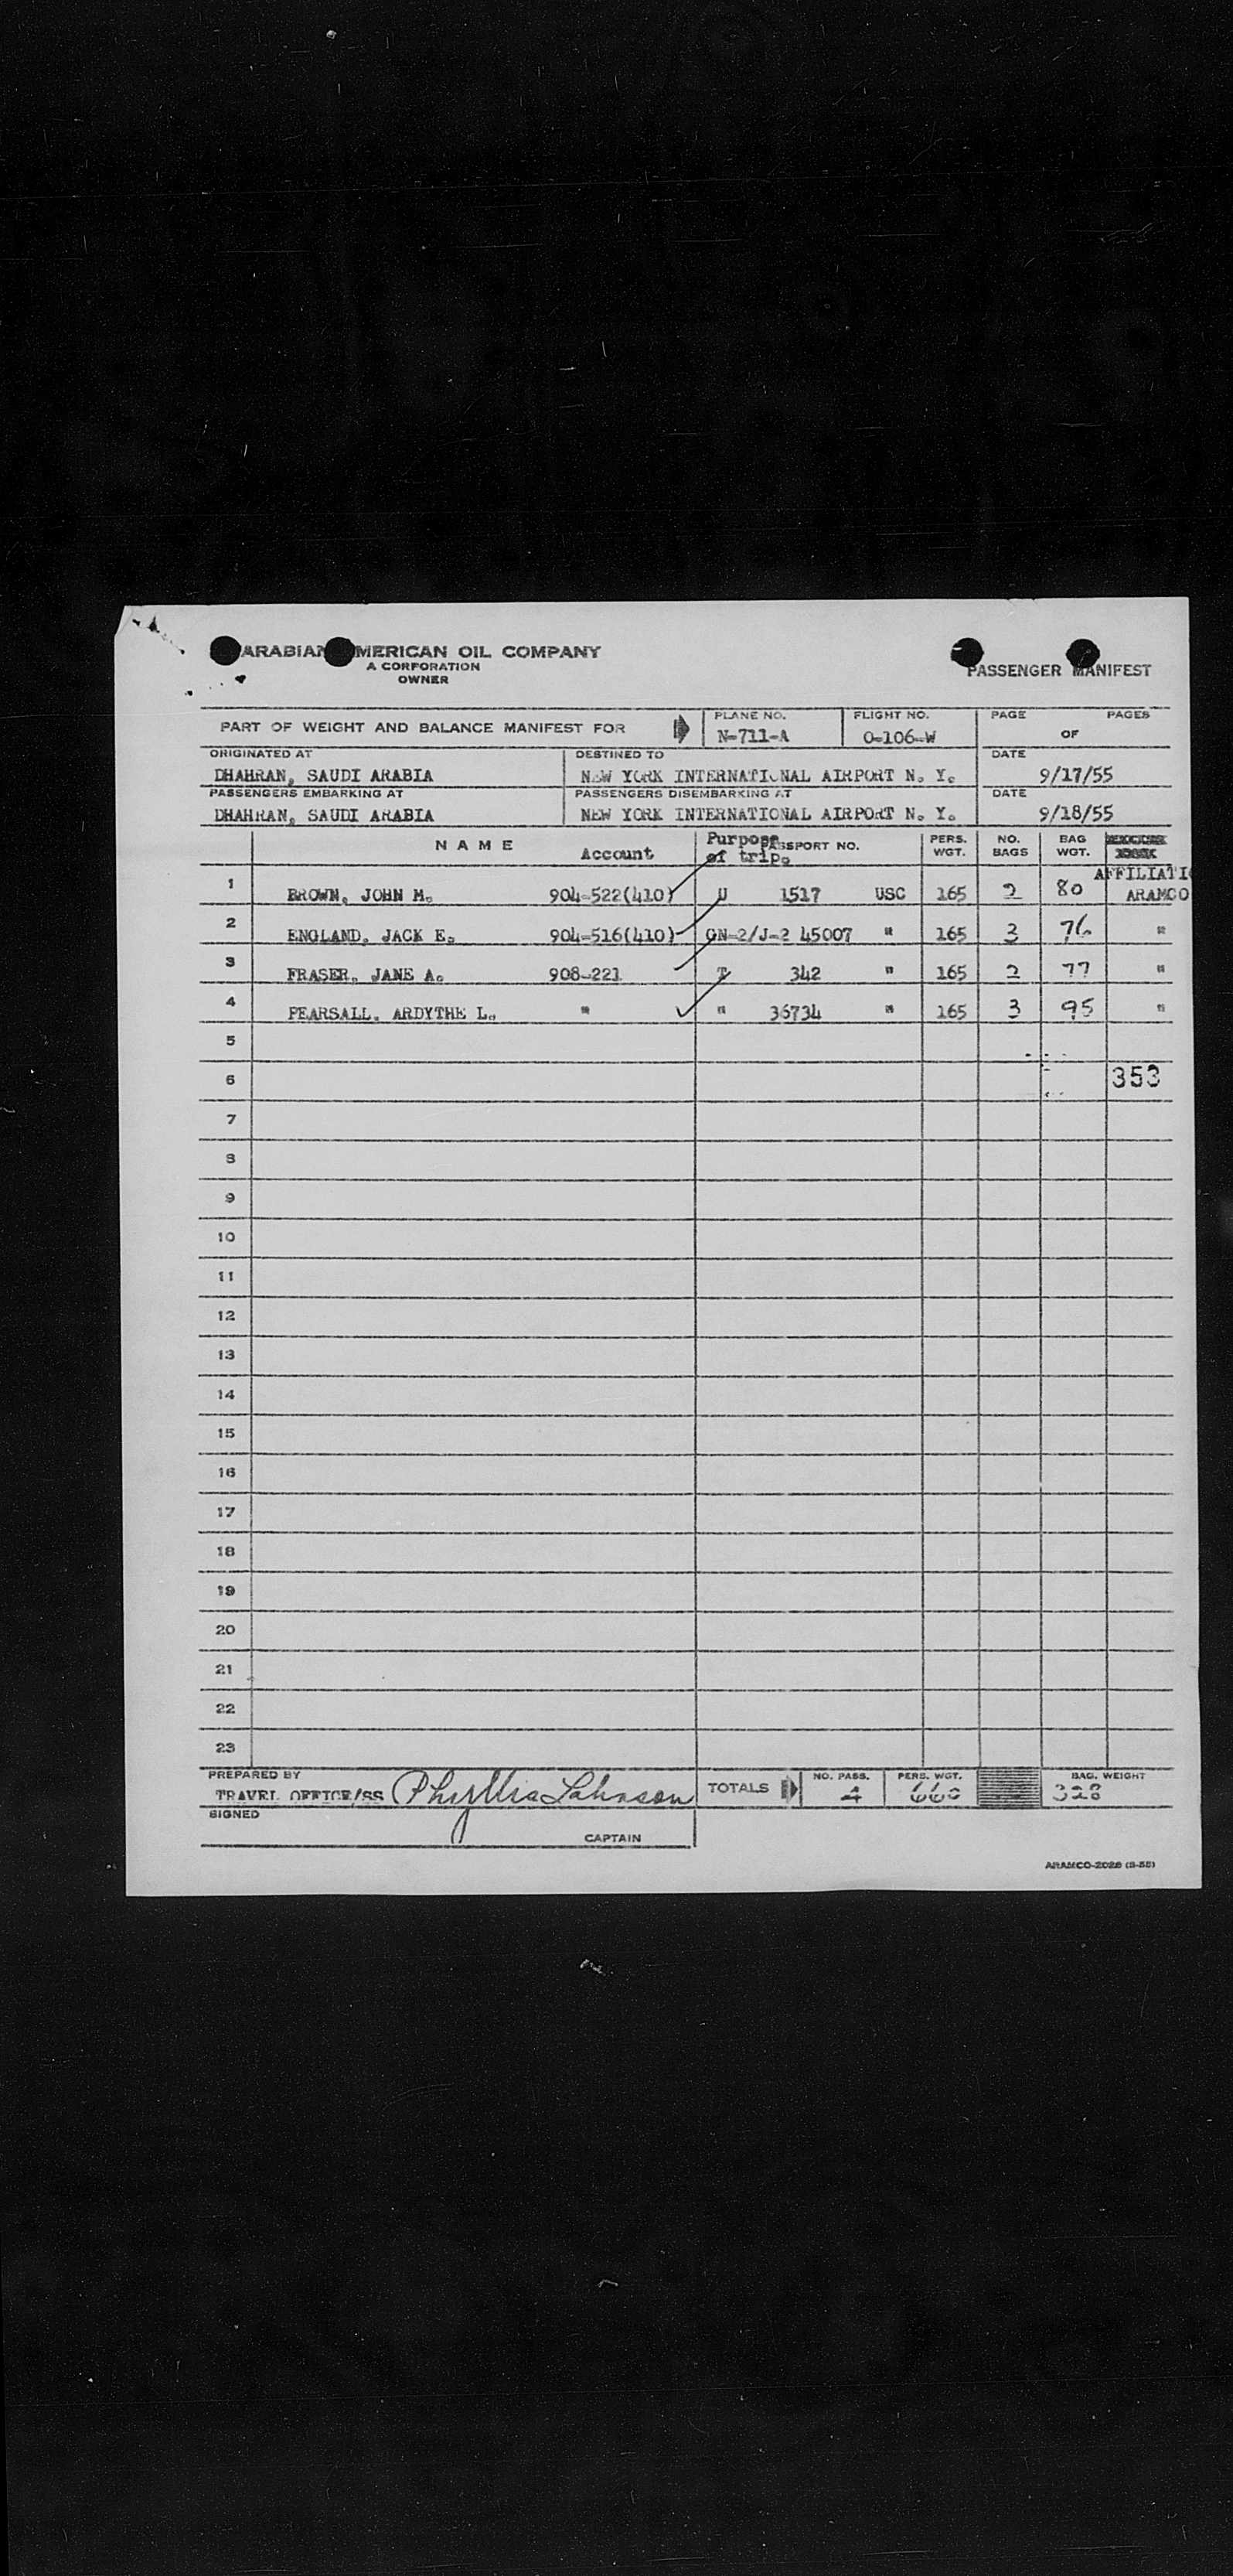 ARABIAN AMERICAN OIL COMPANY
A CORPORATION
OWNER
PASSENGER MANIFEST
PART OF WEIGHT AND BALANCE MANIFEST FOR
PLANE NO.
N-711-A
FLIGHT NO.
O-106-W
PAGE OF PAGES
ORIGINATED AT
DHAHRAN, SAUDI ARABIA
DESTINED TO
NEW YORK INTERNATIONAL AIRPORT N. Y.
DATE
9/17/55
PASSENGERS EMBARKING AT
DHAHRAN, SAUDI ARABIA
PASSENGERS DISEMBARKING AT
NEW YORK INTERNATIONAL AIRPORT N. Y.
DATE
9/18/55
NAME Account Purpose of trip. PASSPORT NO. PERS. WGT. NO. BAGS BAG WGT.
AFFILIATI
1 BROWN, JOHN M. 904-522(410) U 1517 USC 165 2 80 ARAMCO
2 ENGLAND, JACK E. 904-516(410) GN-2/J-2 45007 " 165 3 76 "
3 FRASER, JANE A. 908-221 T 342 " 165 2 77 "
4 PEARSALL, ARDYTHE L. " " 36734 " 165 3 95 "
5
6 353
7
8
9
10
11
12
13
14
15
16
17
18
19
20
21
22
23
PREPARED BY
TRAVEL OFFICE/SS Phyllis Johnson
TOTALS
NO. PASS.
4
PERS. WGT.
660
BAG. WEIGHT
328
SIGNED
CAPTAIN
ARAMCO-2028 (3-55)